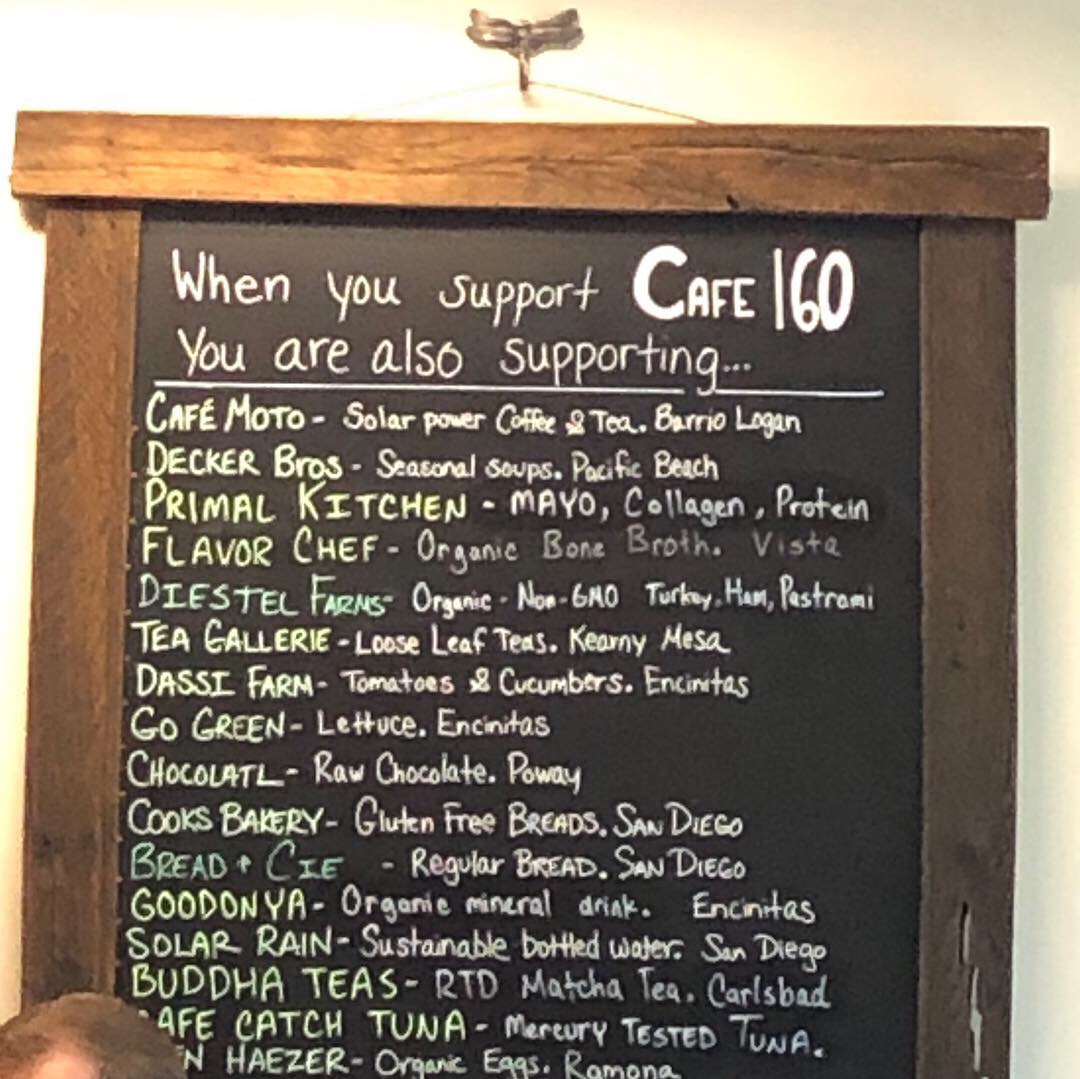 When you support CAFE 160
You are also supporting...
CAFÉ MOTO - Solar power Coffee & Tea. Barrio Logan
DECKER BROS - Seasonal soups. Pacific Beach
PRIMAL KITCHEN - MAYO, Collagen, Protein
FLAVOR CHEF - Organic Bone Broth. Vista
DIESTEL FARMS - Organic - Non-GMO Turkey, Ham, Pastrami
TEA GALLERIE - Loose Leaf Teas. Kearny Mesa
DASSI FARM - Tomatoes & Cucumbers. Encinitas
GO GREEN - Lettuce. Encinitas
CHOCOLATL - Raw Chocolate. Poway
COOKS BAKERY - Gluten Free BREADS. SAN DIEGO
BREAD + CIE - Regular BREAD. SAN DIEGO
GOODONYA - Organic mineral drink. Encinitas
SOLAR RAIN - Sustainable bottled water. San Diego
BUDDHA TEAS - RTD Matcha Tea. Carlsbad
AFE CATCH TUNA - Mercury TESTED TUNA.
N HAEZER - Organic Eggs. Ramona